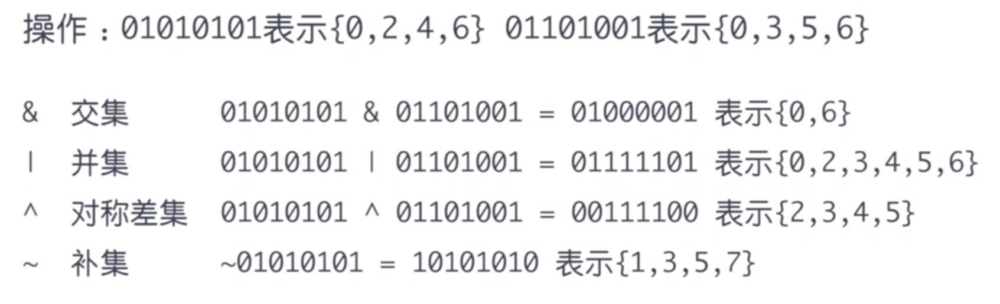 操作：01010101表示{0,2,4,6} 01101001表示{0,3,5,6}
& 交集 01010101 & 01101001 = 01000001 表示{0,6}
| 并集 01010101 | 01101001 = 01111101 表示{0,2,3,4,5,6}
^ 对称差集 01010101 ^ 01101001 = 00111100 表示{2,3,4,5}
~ 补集 ~01010101 = 10101010 表示{1,3,5,7}